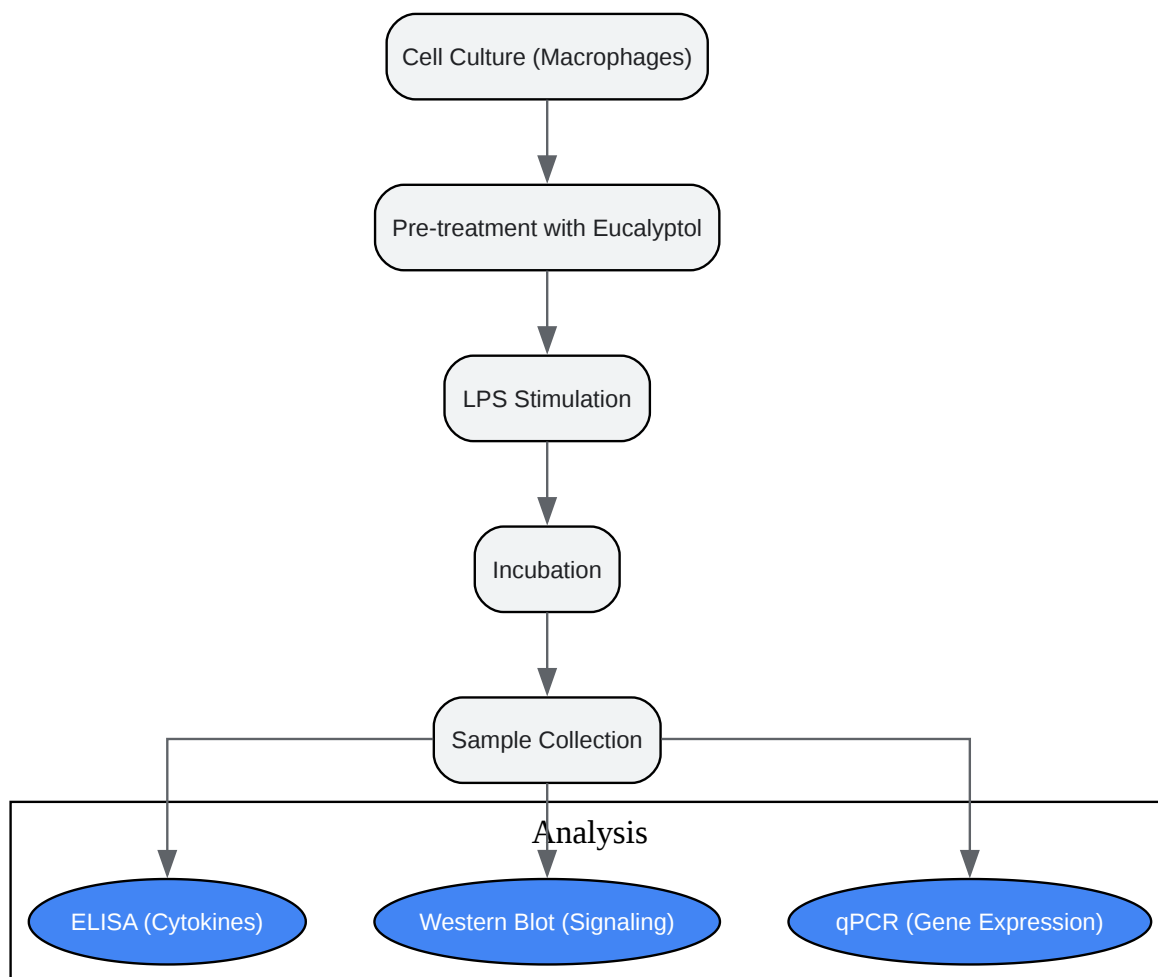 Cell Culture (Macrophages)
Pre-treatment with Eucalyptol
LPS Stimulation
Incubation
Sample Collection
Analysis
ELISA (Cytokines)
Western Blot (Signaling)
qPCR (Gene Expression)